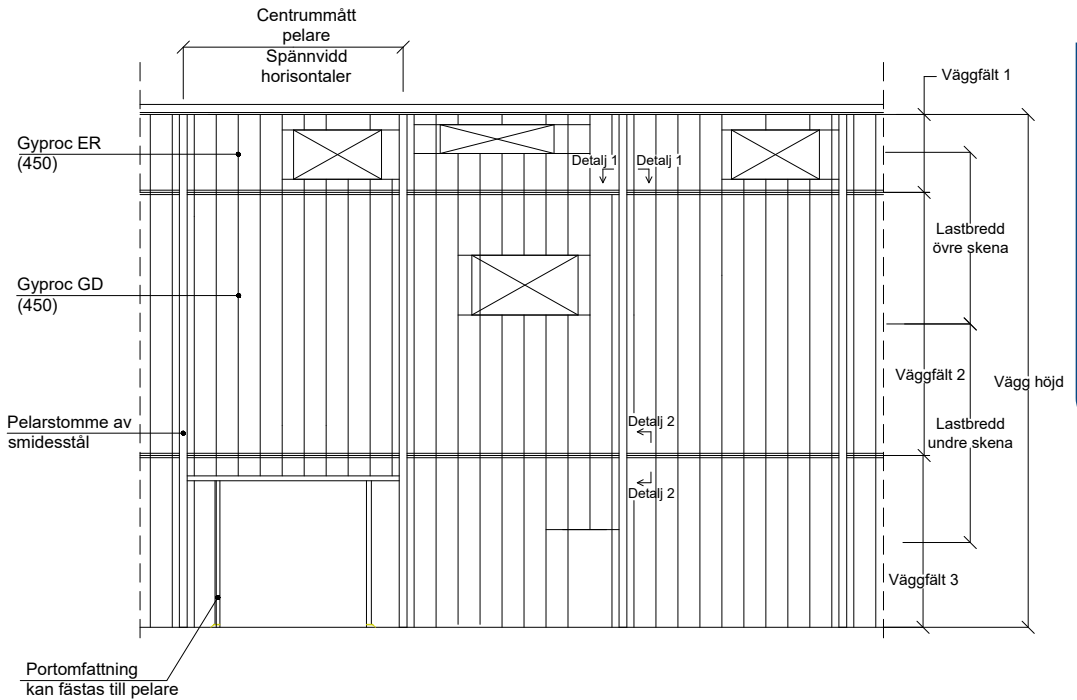 Centrummått
pelare
Spännvidd
horisontaler
Väggfält 1
Gyproc ER
(450)
Detalj 1
Detalj 1
Lastbredd
övre skena
Gyproc GD
(450)
Väggfält 2
Vägg höjd
Pelarstomme av
smidesstål
Detalj 2
Lastbredd
undre skena
Detalj 2
Väggfält 3
Portomfattning
kan fästas till pelare